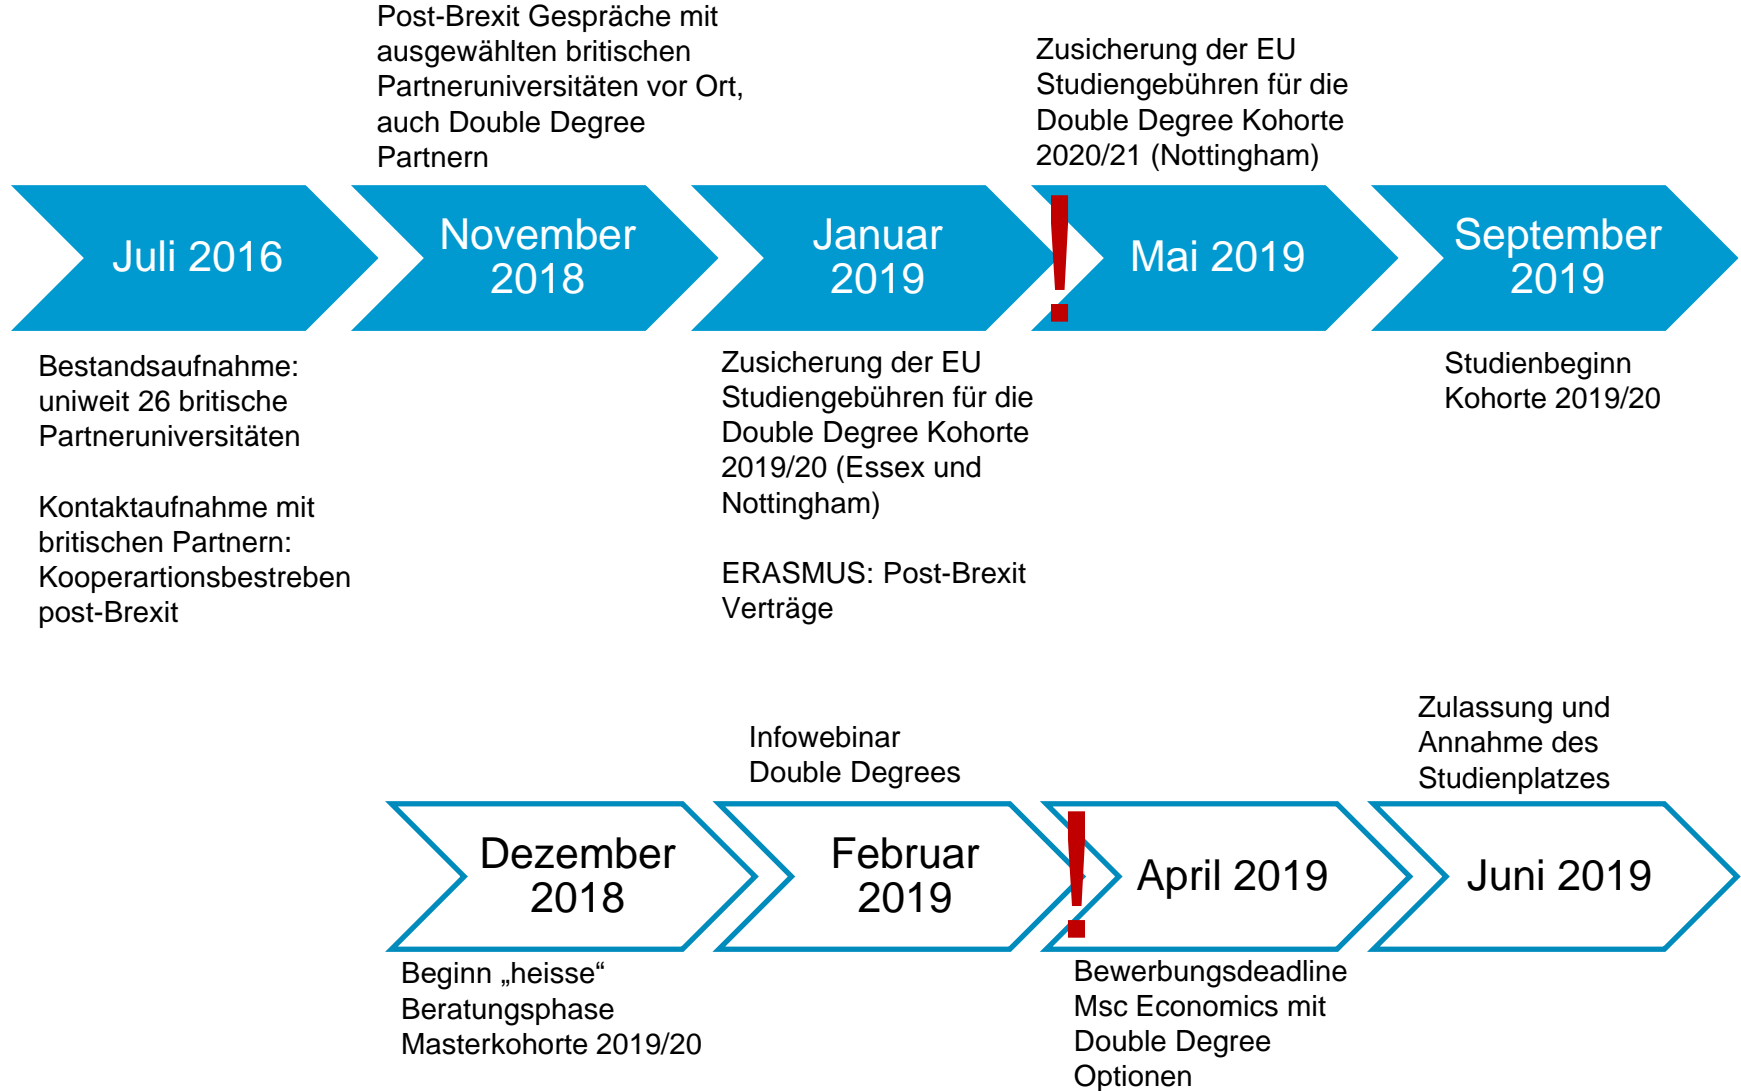 Post-Brexit Gespräche mit
ausgewählten britischen
Partneruniversitäten vor Ort,
auch Double Degree
Partnern
Zusicherung der EU
Studiengebühren für die
Double Degree Kohorte
2020/21 (Nottingham)
Juli 2016
November
2018
Januar
2019
!
Mai 2019
September
2019
Bestandsaufnahme:
uniweit 26 britische
Partneruniversitäten
Kontaktaufnahme mit
britischen Partnern:
Kooperartionsbestreben
post-Brexit
Zusicherung der EU
Studiengebühren für die
Double Degree Kohorte
2019/20 (Essex und
Nottingham)
ERASMUS: Post-Brexit
Verträge
Studienbeginn
Kohorte 2019/20
Infowebinar
Double Degrees
Zulassung und
Annahme des
Studienplatzes
Dezember
2018
Februar
2019
!
April 2019
Juni 2019
Beginn „heisse“
Beratungsphase
Masterkohorte 2019/20
Bewerbungsdeadline
Msc Economics mit
Double Degree
Optionen